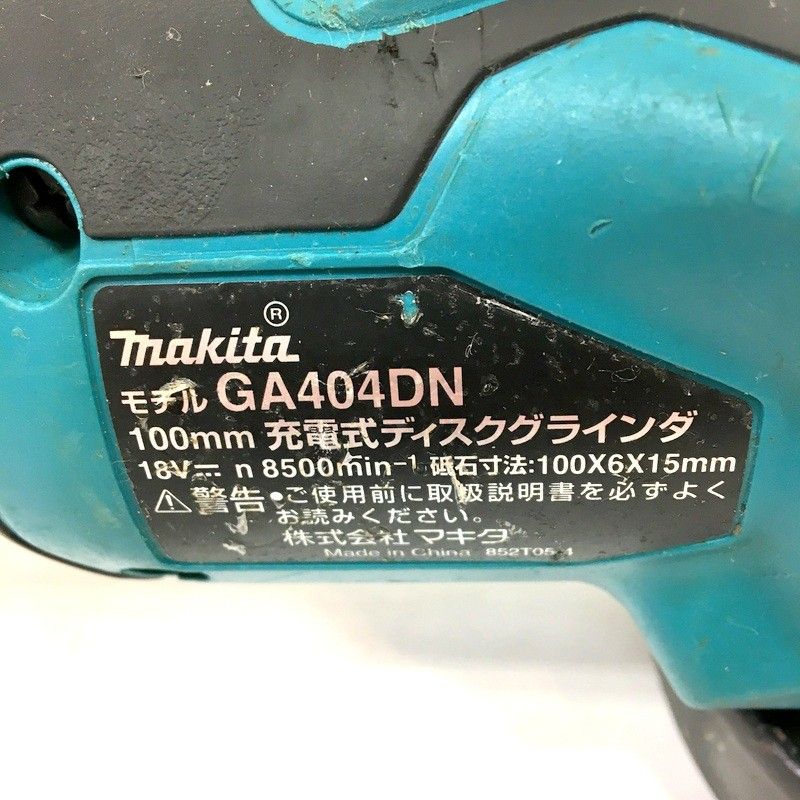 makita®
モデル GA404DN
100mm 充電式ディスクグラインダ
18V⎓ n 8500min⁻¹ 砥石寸法:100X6X15mm
⚠警告●ご使用前に取扱説明書を必ずよく
お読みください。
株式会社 マキタ
Made in China